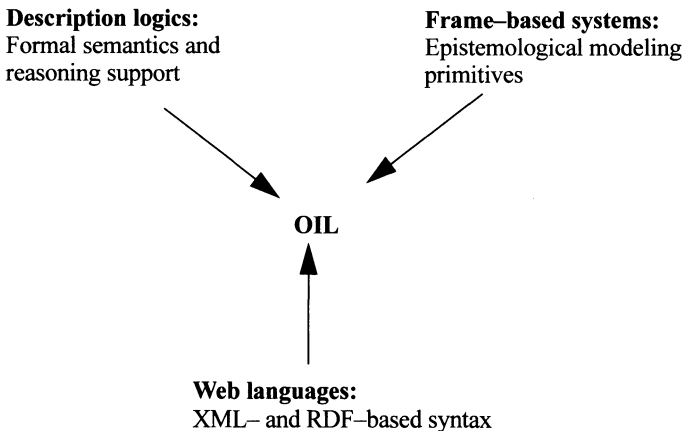 Description logics:
Formal semantics and
reasoning support
Frame–based systems:
Epistemological modeling
primitives
OIL
Web languages:
XML– and RDF–based syntax